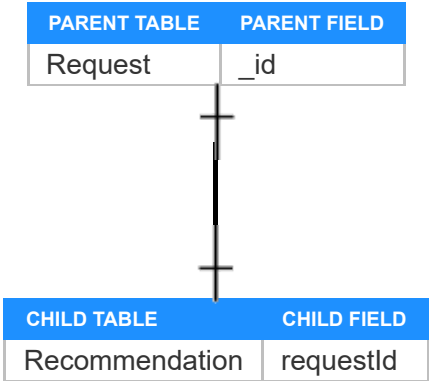 PARENT TABLE PARENT FIELD
Request _id
CHILD TABLE CHILD FIELD
Recommendation requestId